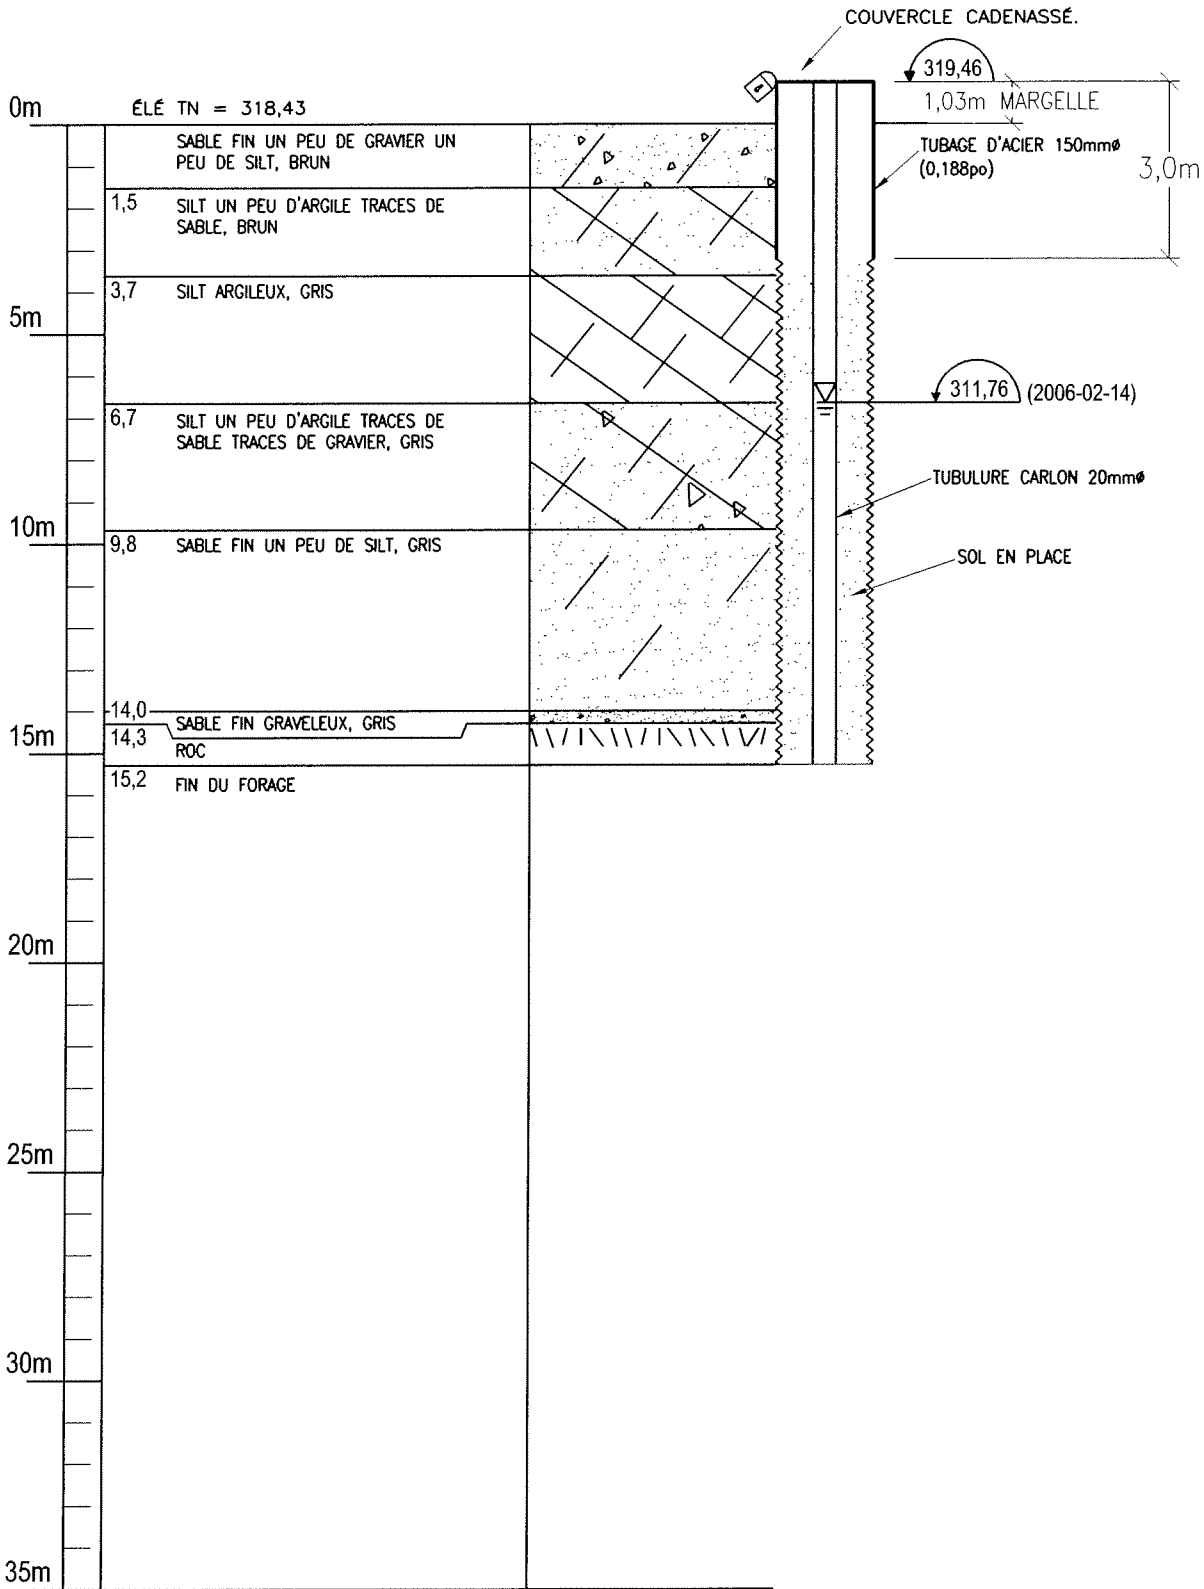 COUVERCLE CADENASSÉ.
319,46
0m
ÉLÉ TN = 318,43
1,03m MARGELLE
SABLE FIN UN PEU DE GRAVIER UN
PEU DE SILT, BRUN
TUBAGE D'ACIER 150mmø
(0,188po)
3,0m
1,5
SILT UN PEU D'ARGILE TRACES DE
SABLE, BRUN
3,7
SILT ARGILEUX, GRIS
5m
311,76
(2006-02-14)
6,7
SILT UN PEU D'ARGILE TRACES DE
SABLE TRACES DE GRAVIER, GRIS
TUBULURE CARLON 20mmø
10m
9,8
SABLE FIN UN PEU DE SILT, GRIS
SOL EN PLACE
14,0
SABLE FIN GRAVELEUX, GRIS
15m
14,3
ROC
15,2
FIN DU FORAGE
20m
25m
30m
35m